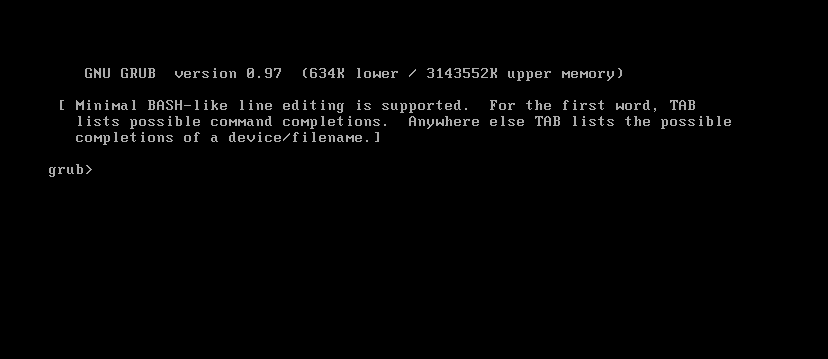 GNU GRUB  version 0.97  (634K lower / 3143552K upper memory)
[ Minimal BASH-like line editing is supported.  For the first word, TAB
lists possible command completions.  Anywhere else TAB lists the possible
completions of a device/filename.]
grub>